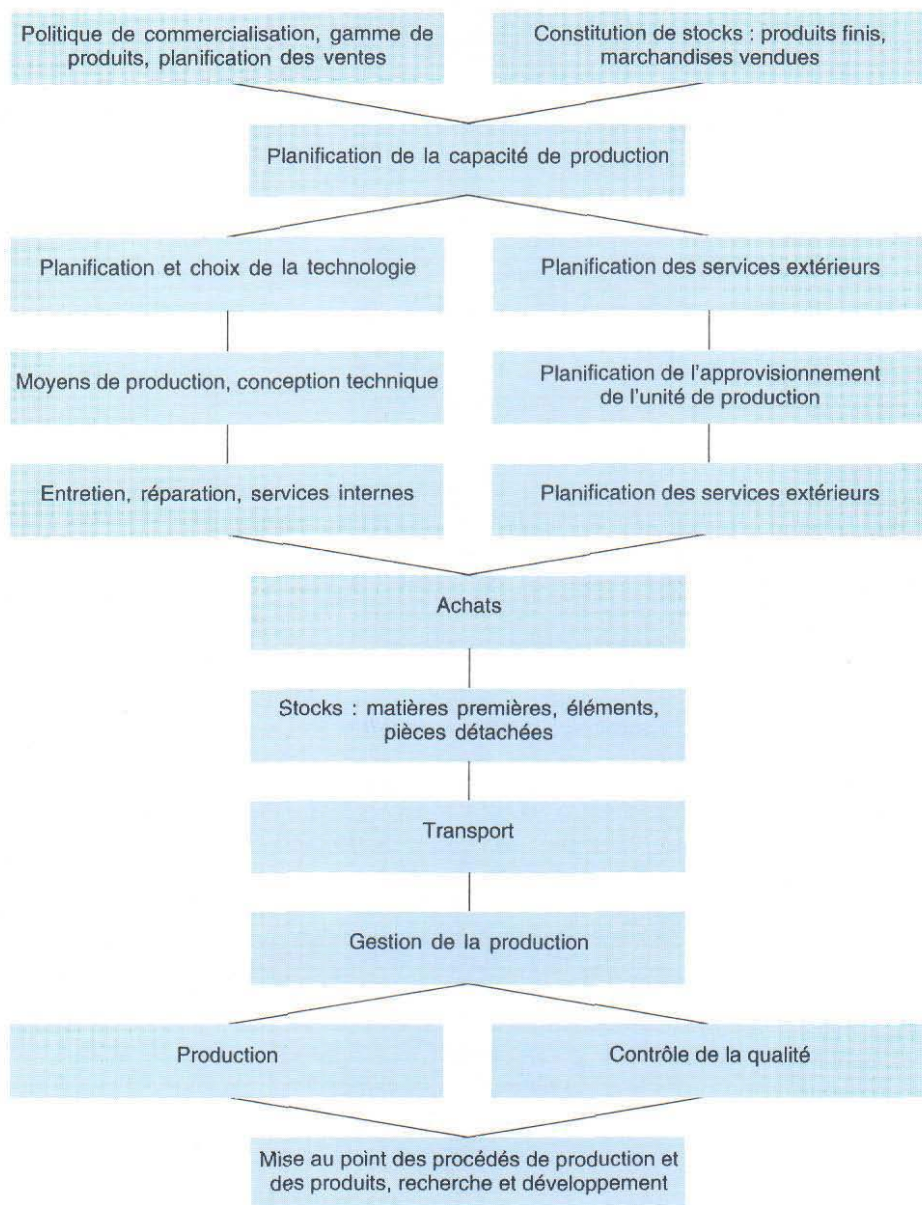 Politique de commercialisation, gamme de
produits, planification des ventes
Constitution de stocks : produits finis,
marchandises vendues
Planification de la capacité de production
Planification et choix de la technologie
Planification des services extérieurs
Moyens de production, conception technique
Planification de l'approvisionnement
de l'unité de production
Entretien, réparation, services internes
Planification des services extérieurs
Achats
Stocks : matières premières, éléments,
pièces détachées
Transport
Gestion de la production
Production
Contrôle de la qualité
Mise au point des procédés de production et
des produits, recherche et développement